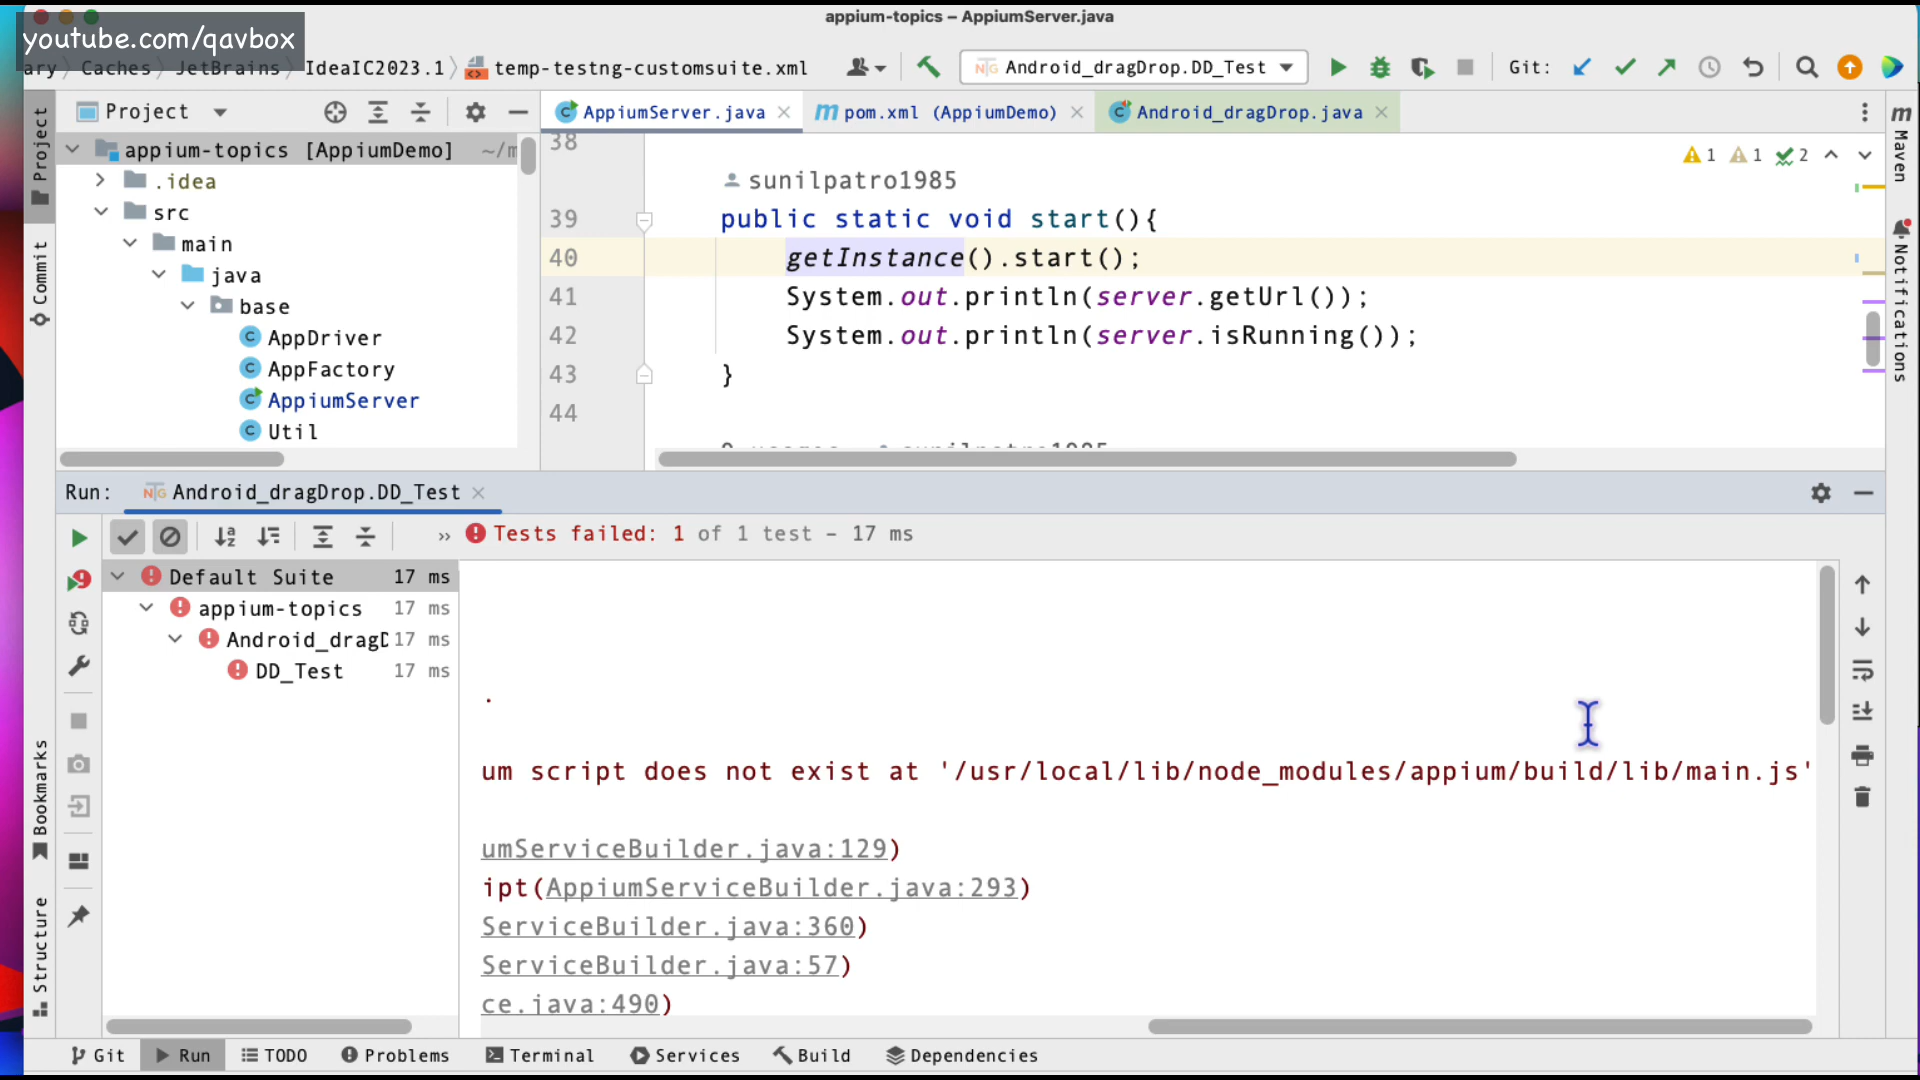 appium-topics – AppiumServer.java
youtube.com/qavbox
ary
Caches
JetBrains
IdeaIC2023.1
temp-testng-customsuite.xml
Android_dragDrop.DD_Test
Git:
Project
AppiumServer.java
pom.xml (AppiumDemo)
Android_dragDrop.java
appium-topics [AppiumDemo] ~/m
.idea
src
main
java
base
AppDriver
AppFactory
AppiumServer
Util
38
sunilpatro1985
1 1 2
39 public static void start(){
40 getInstance().start();
41 System.out.println(server.getUrl());
42 System.out.println(server.isRunning());
43 }
44
Project
Commit
Bookmarks
Structure
Maven
Notifications
Run: Android_dragDrop.DD_Test
Tests failed: 1 of 1 test – 17 ms
Default Suite 17 ms
appium-topics 17 ms
Android_drag 17 ms
DD_Test 17 ms
.
um script does not exist at '/usr/local/lib/node_modules/appium/build/lib/main.js'
umServiceBuilder.java:129)
ipt(AppiumServiceBuilder.java:293)
ServiceBuilder.java:360)
ServiceBuilder.java:57)
ce.java:490)
Git
Run
TODO
Problems
Terminal
Services
Build
Dependencies